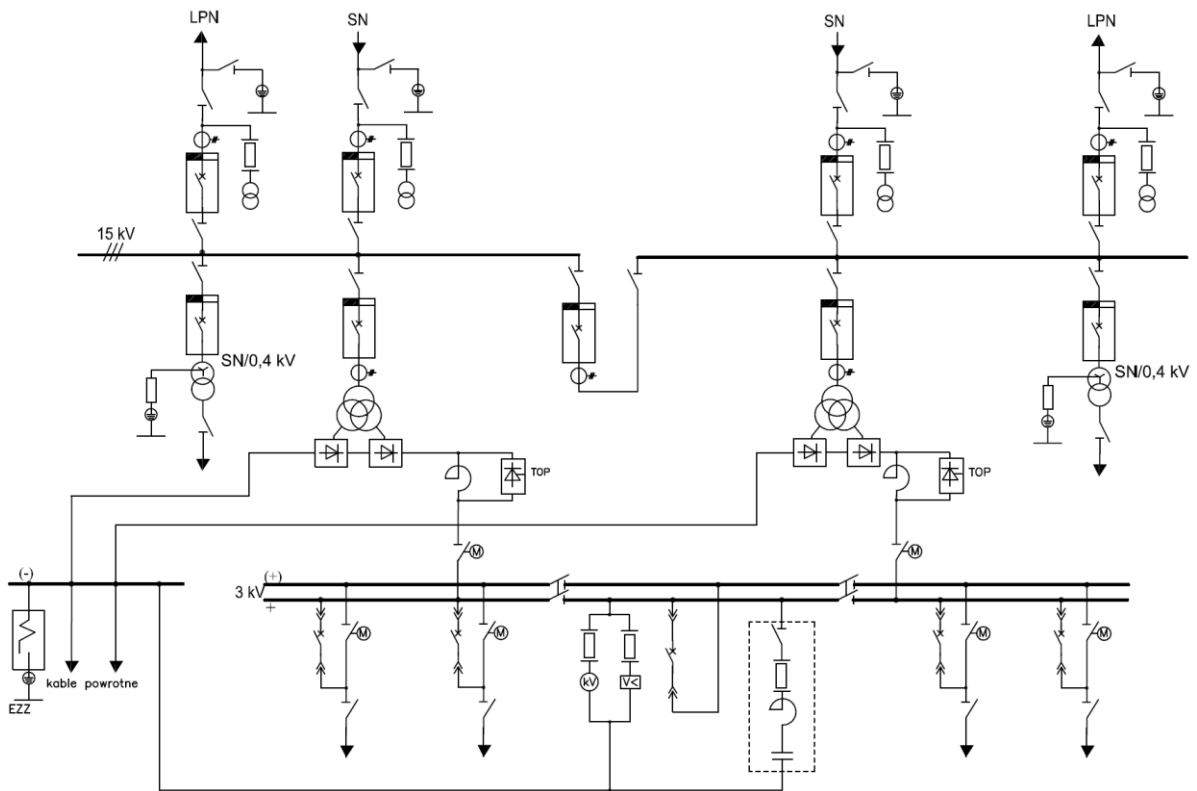 LPN
SN
SN
LPN
15 kV
SN/0,4 kV
SN/0,4 kV
TOP
TOP
M
M
(-)
(+)
3 kV
+
M
M
M
M
kV
V<
kable powrotne
EZZ